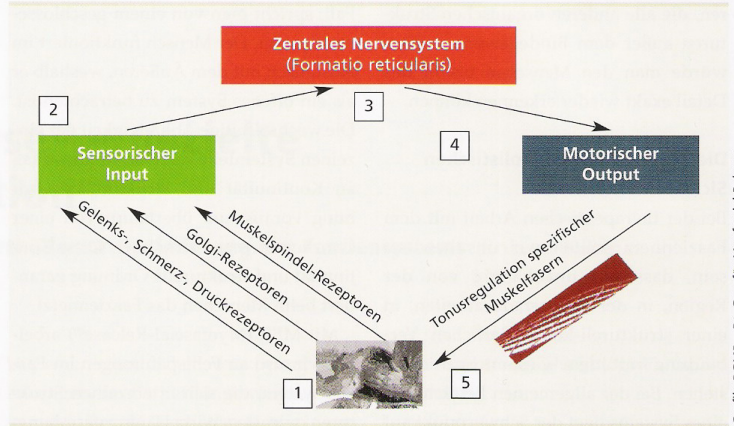 Zentrales Nervensystem
(Formatio reticularis)
2
3
4
Sensorischer
Input
Motorischer
Output
Gelenks-, Schmerz-, Druckrezeptoren
Golgi-Rezeptoren
Muskelspindel-Rezeptoren
Tonusregulation spezifischer
Muskelfasern
1
5